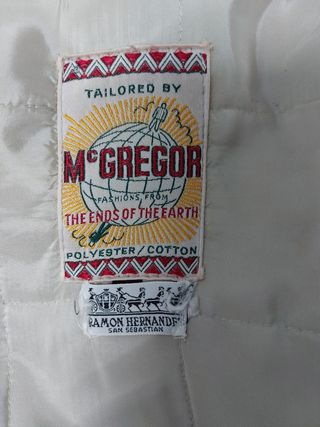 TAILORED BY
McGREGOR
FASHIONS FROM
THE ENDS OF THE EARTH
POLYESTER/COTTON
RAMON HERNANDEZ
SAN SEBASTIAN